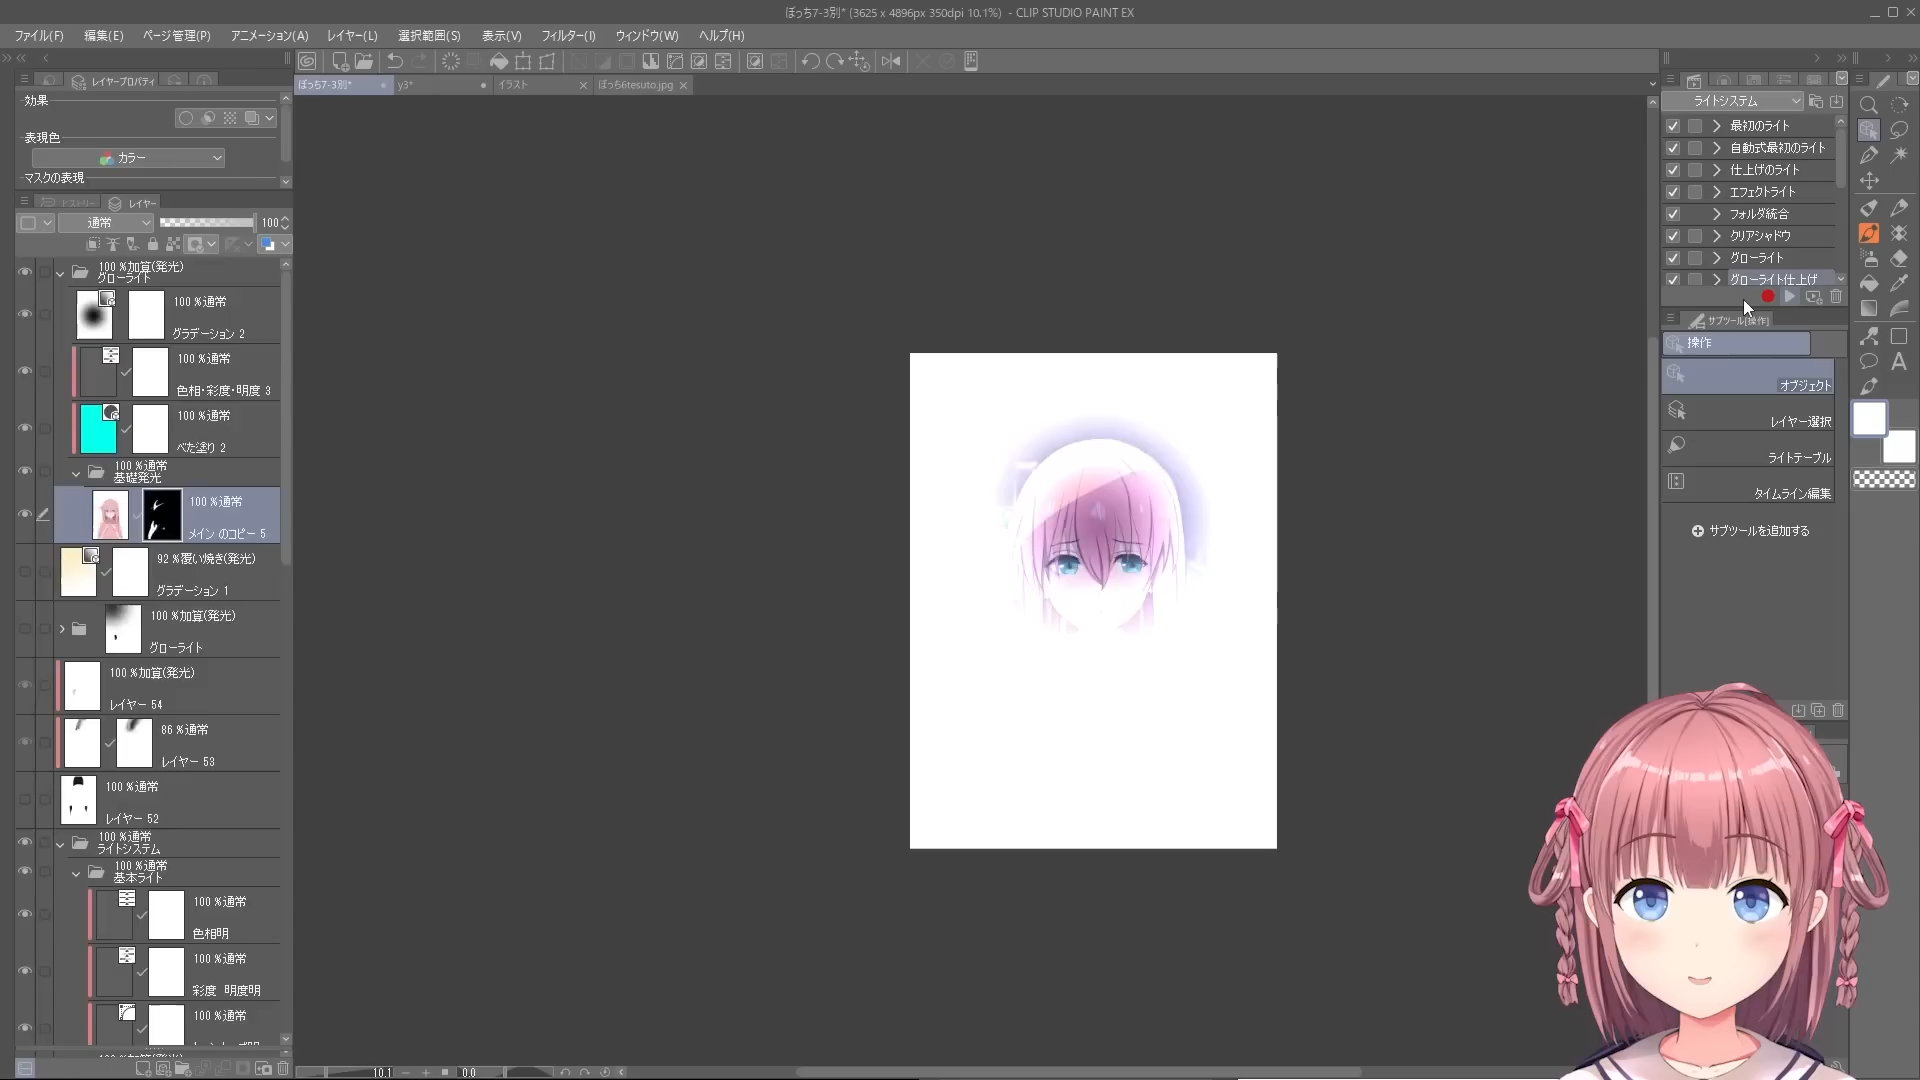 ぼっち7-3別* (3625 x 4896px 350dpi 10.1%)  - CLIP STUDIO PAINT EX
ファイル(F) 編集(E) ページ管理(P) アニメーション(A) レイヤー(L) 選択範囲(S) 表示(V) フィルター(I) ウィンドウ(W) ヘルプ(H)
レイヤープロパティ
ぼっち7-3別* y3* イラスト ぼっち6tesuto.jpg
効果
表現色
カラー
マスクの表現
ヒストリー レイヤー
通常 100
100 %加算(発光)
グローライト
100 %通常
グラデーション 2
100 %通常
色相・彩度・明度 3
100 %通常
べた塗り 2
100 %通常
基礎発光
100 %通常
メイン のコピー 5
92 %覆い焼き(発光)
グラデーション 1
100 %加算(発光)
グローライト
100 %加算(発光)
レイヤー 54
86 %通常
レイヤー 53
100 %通常
レイヤー 52
100 %通常
ライトシステム
100 %通常
基本ライト
100 %通常
色相明
100 %通常
彩度 明度明
100 %通常
10.1
0.0
ライトシステム
最初のライト
自動式最初のライト
仕上げのライト
エフェクトライト
フォルダ統合
クリアシャドウ
グローライト
グローライト仕上げ
サブツール[操作]
操作
オブジェクト
レイヤー選択
ライトテーブル
タイムライン編集
サブツールを追加する